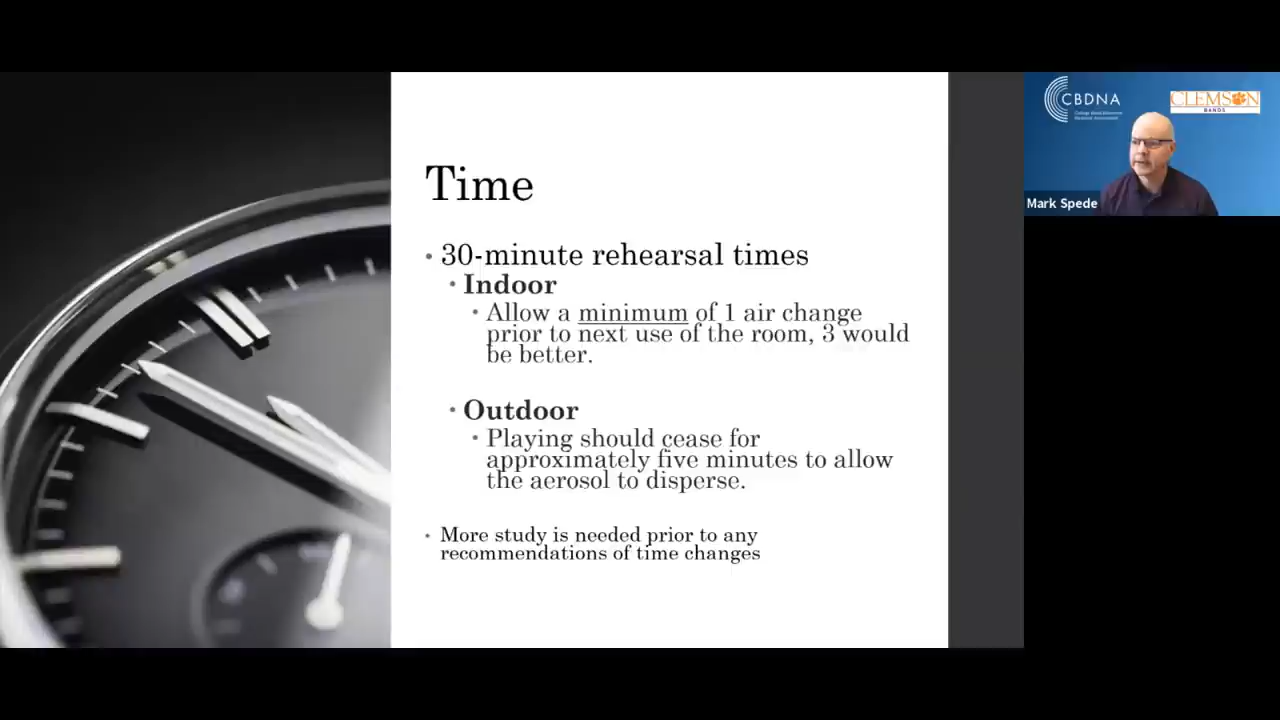 Time
• 30-minute rehearsal times
• Indoor
• Allow a minimum of 1 air change
prior to next use of the room, 3 would
be better.
• Outdoor
• Playing should cease for
approximately five minutes to allow
the aerosol to disperse.
• More study is needed prior to any
recommendations of time changes
CBDNA
CLEMSON
BANDS
Mark Spede